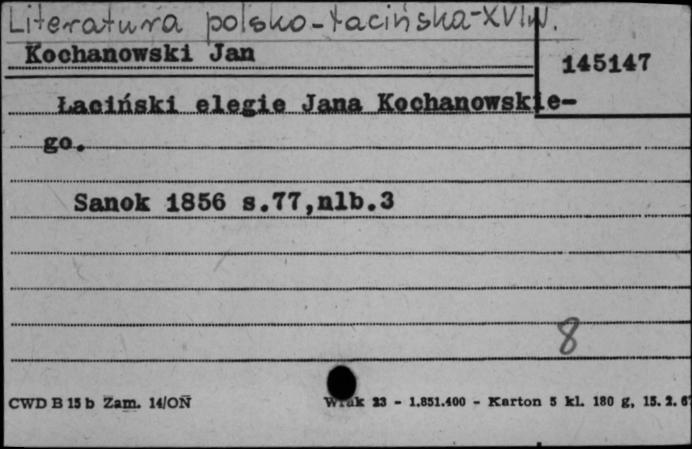 Literatura polsko-łacińska-XVI w.
Kochanowski Jan
145147
Łaciński elegie Jana Kochanowskie-
go.
Sanok 1856 s.77,nlb.3
8
CWD B 15 b Zam. 14/ON
23 - 1.851.400 - Karton 5 kl. 180 g, 15. 2. 6